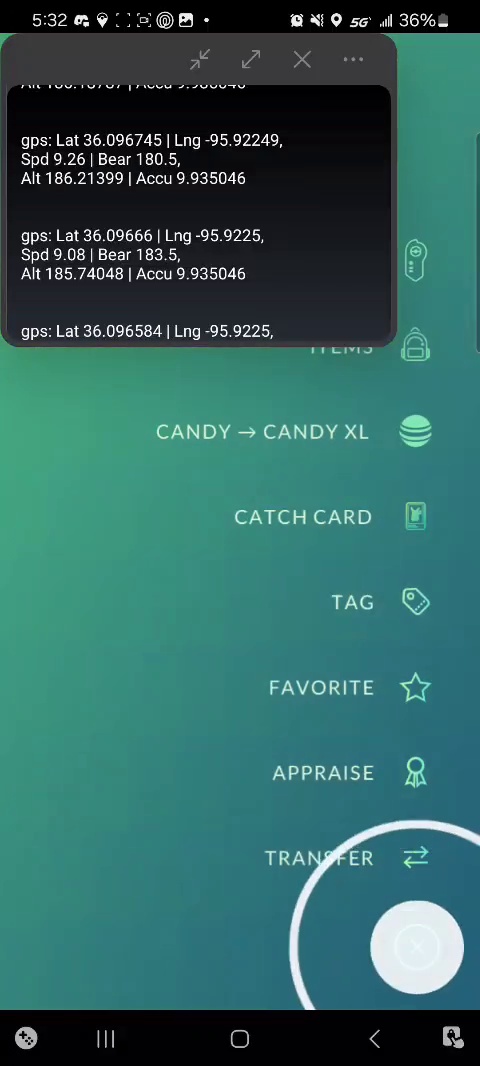 5:32
5G
36%
gps: Lat 36.096745 | Lng -95.92249,
Spd 9.26 | Bear 180.5,
Alt 186.21399 | Accu 9.935046
gps: Lat 36.09666 | Lng -95.9225,
Spd 9.08 | Bear 183.5,
Alt 185.74048 | Accu 9.935046
gps: Lat 36.096584 | Lng -95.9225,
ITEMS
CANDY → CANDY XL
CATCH CARD
TAG
FAVORITE
APPRAISE
TRANSFER